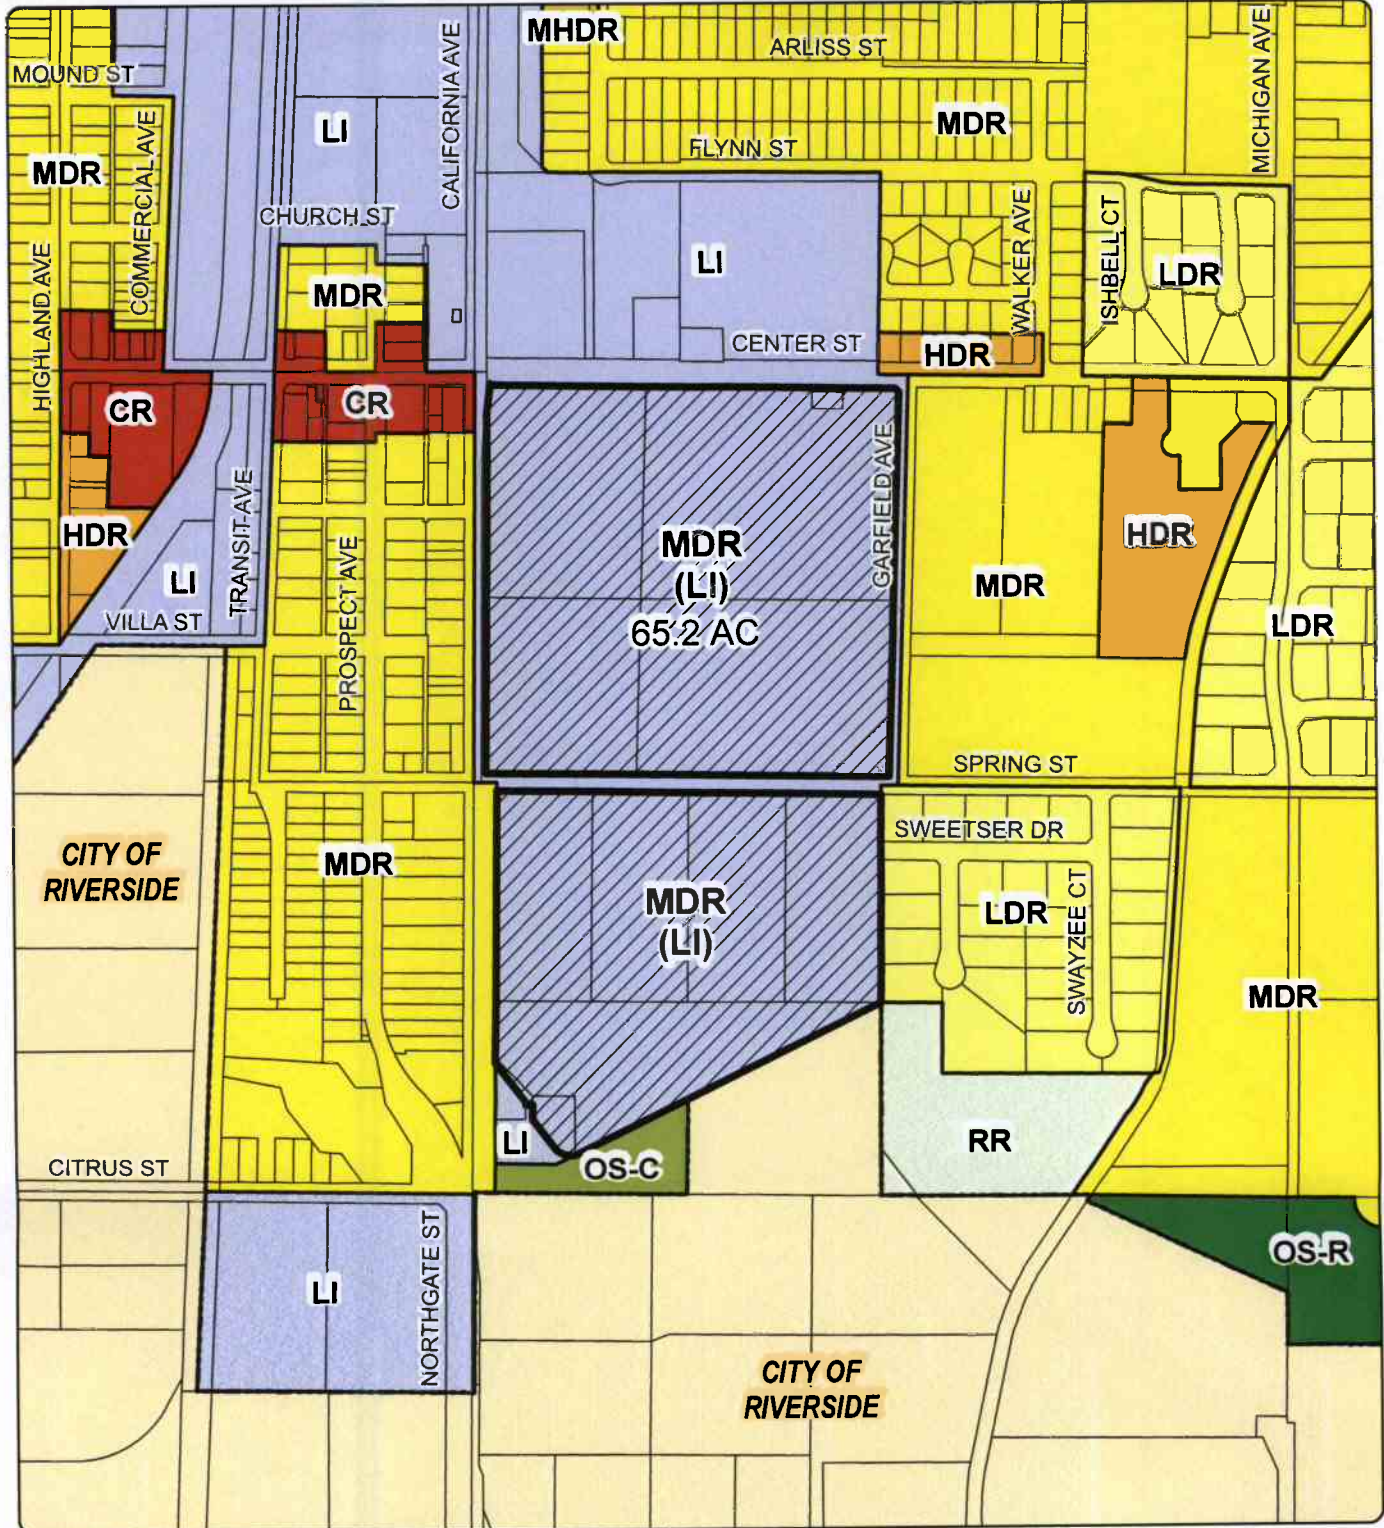 MHDR
ARLISS ST
MOUND ST
CALIFORNIA AVE
MICHIGAN AVE
LI
MDR
FLYNN ST
MDR
COMMERCIAL AVE
CHURCH ST
WALKER AVE
ISHBELL CT
LI
LDR
HIGHLAND AVE
MDR
CENTER ST
HDR
CR
CR
GARFIELD AVE
HDR
TRANSIT AVE
MDR
(LI)
65.2 AC
HDR
PROSPECT AVE
LI
MDR
VILLA ST
LDR
SPRING ST
CITY OF
RIVERSIDE
MDR
SWEETSER DR
MDR
(LI)
LDR
SWAYZEE CT
MDR
LI
RR
CITRUS ST
OS-C
OS-R
LI
NORTHGATE ST
CITY OF
RIVERSIDE